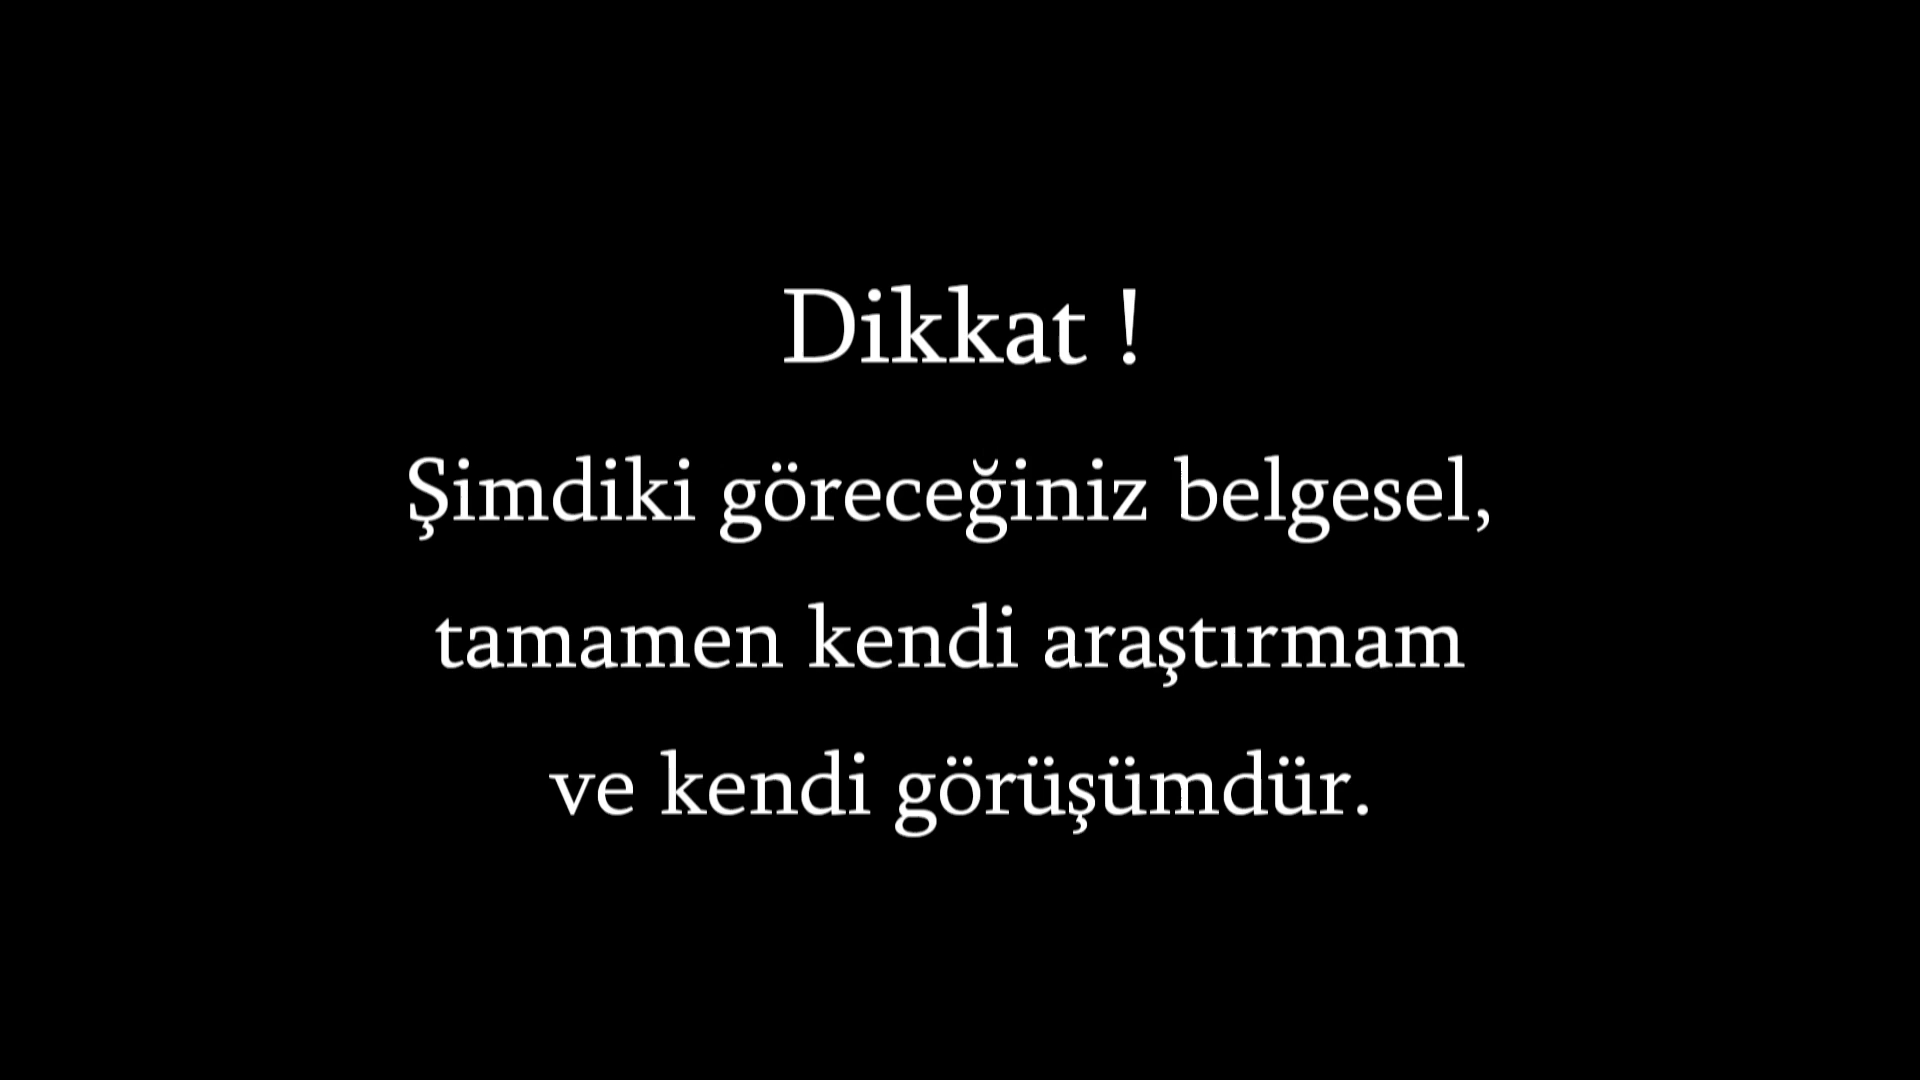 Dikkat !
Şimdiki göreceğiniz belgesel,
tamamen kendi araştırmam
ve kendi görüşümdür.